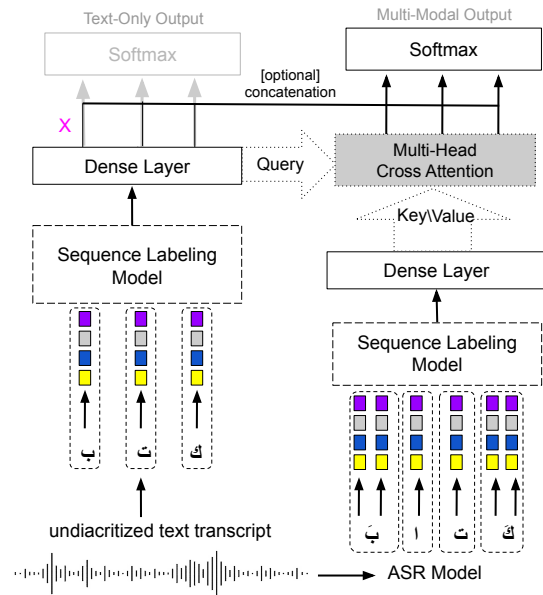 Text-Only Output
Multi-Modal Output
Softmax
Softmax
[optional]
concatenation
X
Dense Layer
Query
Multi-Head
Cross Attention
Key\Value
Sequence Labeling
Model
Dense Layer
Sequence Labeling
Model
ب ت ك
بَ ا ت كَ
undiacritized text transcript
ASR Model